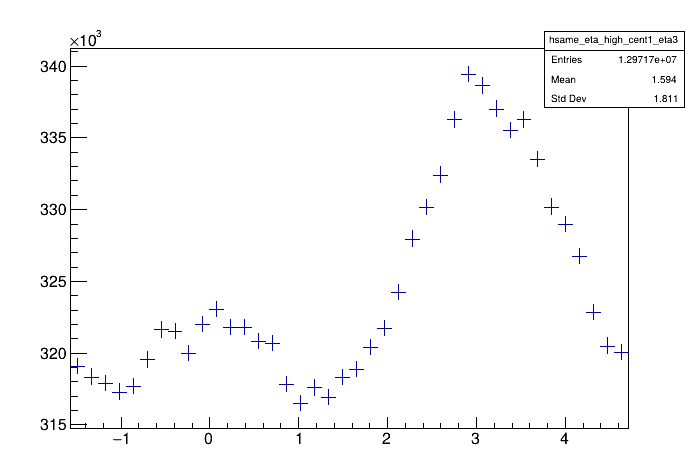 ×10³
hsame_eta_high_cent1_eta3
Entries 1.29717e+07
Mean 1.594
Std Dev 1.811
340
335
330
325
320
315
−1 0 1 2 3 4